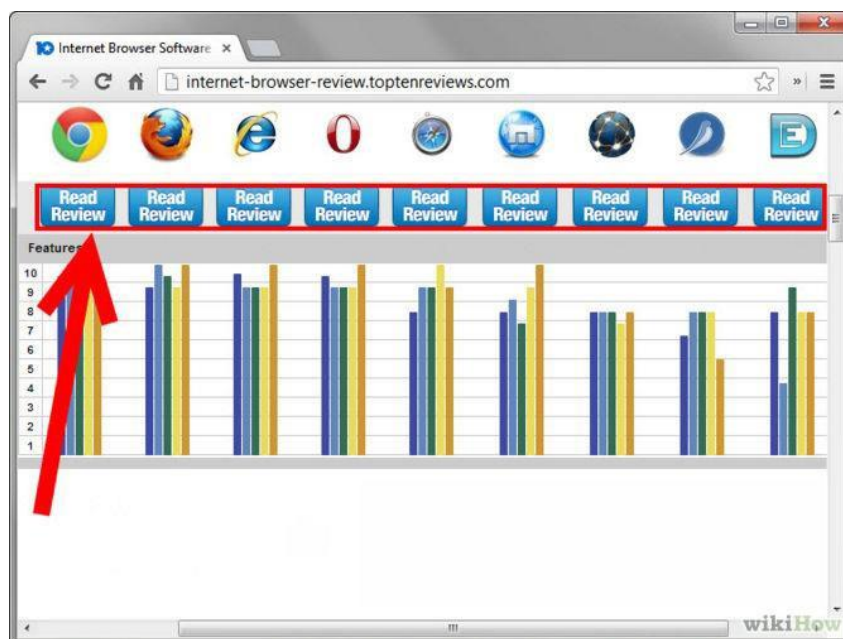 Internet Browser Software
internet-browser-review.toptenreviews.com
Read Review
Read Review
Read Review
Read Review
Read Review
Read Review
Read Review
Read Review
Read Review
Features
10
9
8
7
6
5
4
3
2
1
wikiHow